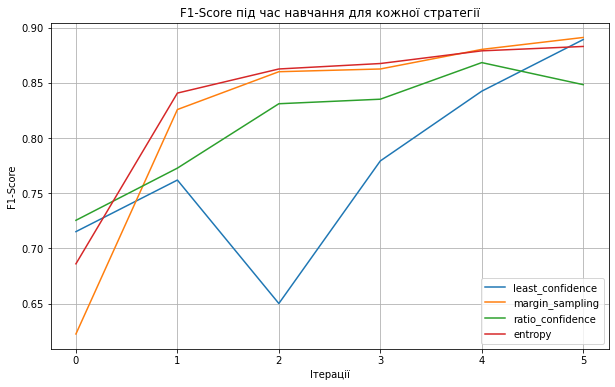 F1-Score під час навчання для кожної стратегії
0.90
0.85
0.80
0.75
0.70
0.65
F1-Score
0
1
2
3
4
5
Ітерації
least_confidence
margin_sampling
ratio_confidence
entropy